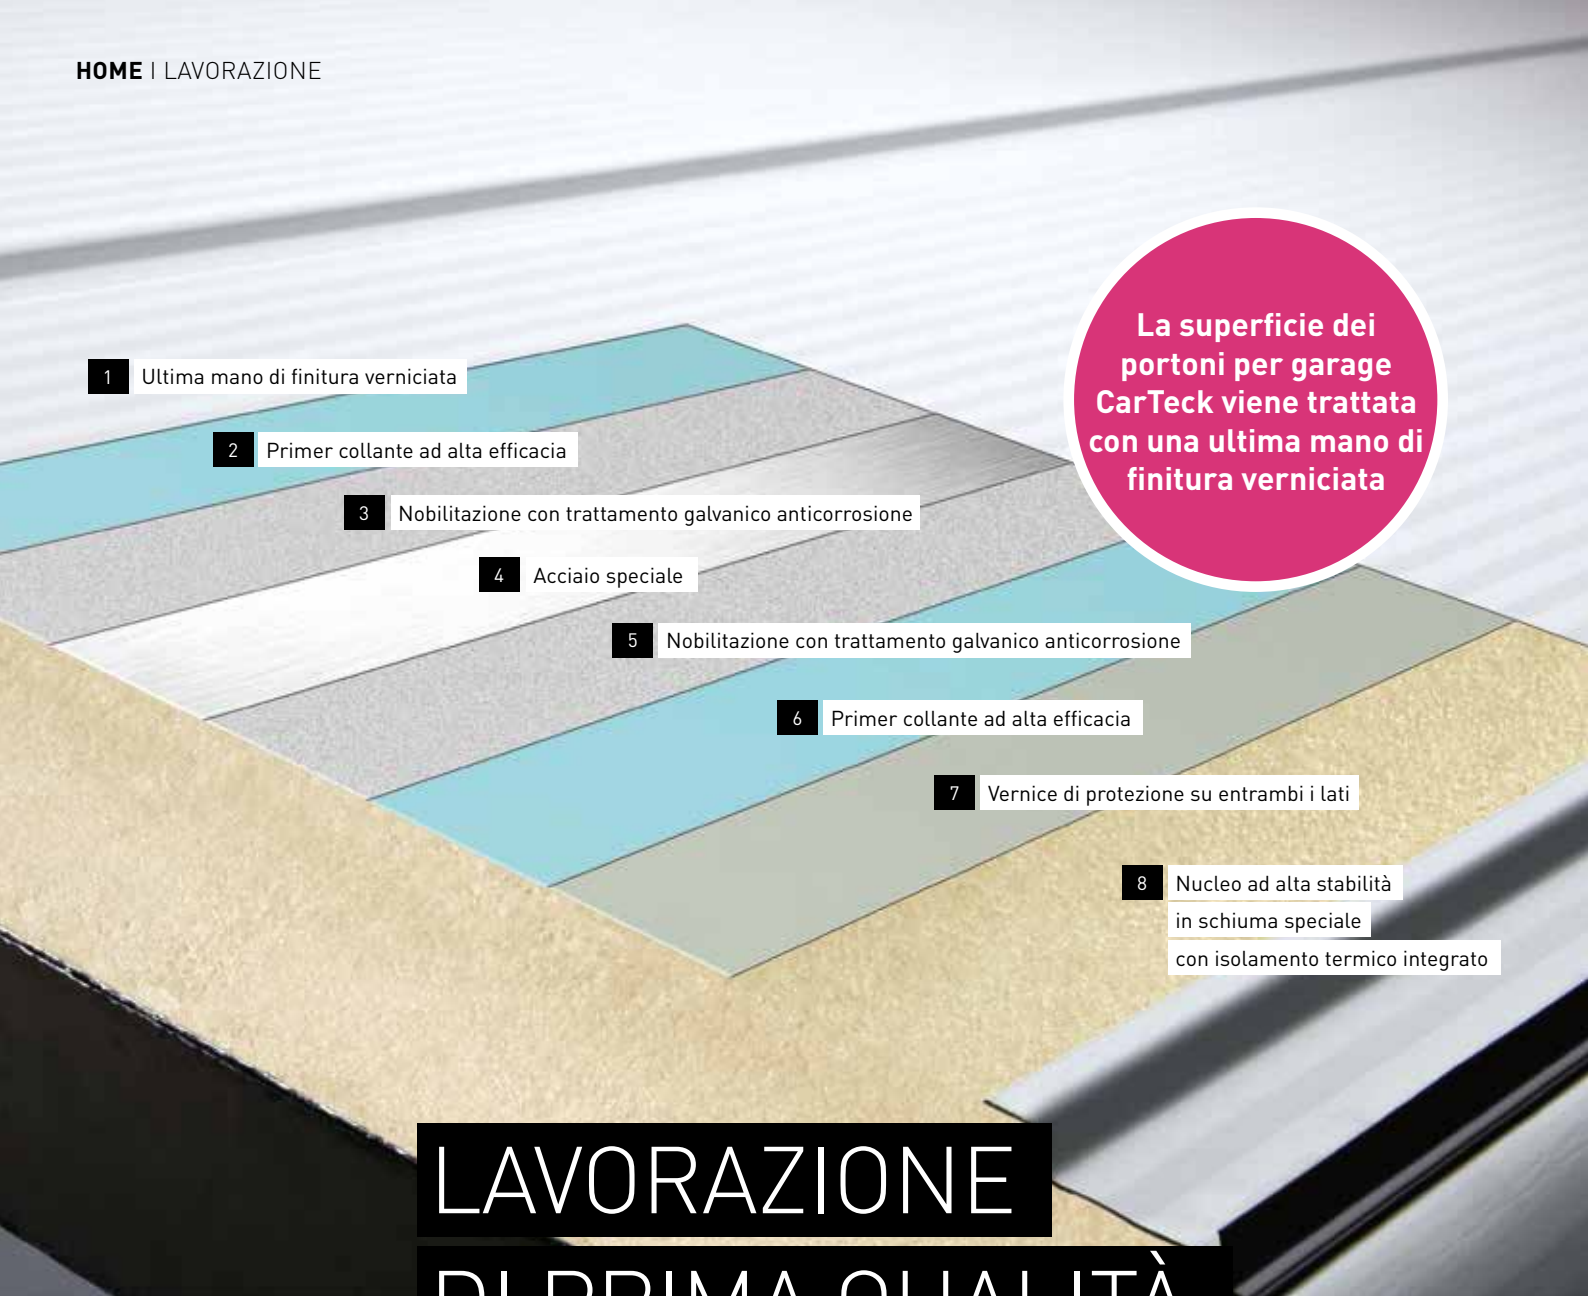 HOME | LAVORAZIONE
La superficie dei
portoni per garage
CarTeck viene trattata
con una ultima mano di
finitura verniciata
1 Ultima mano di finitura verniciata
2 Primer collante ad alta efficacia
3 Nobilitazione con trattamento galvanico anticorrosione
4 Acciaio speciale
5 Nobilitazione con trattamento galvanico anticorrosione
6 Primer collante ad alta efficacia
7 Vernice di protezione su entrambi i lati
8 Nucleo ad alta stabilità
in schiuma speciale
con isolamento termico integrato
LAVORAZIONE
DI PRIMA QUALITÀ